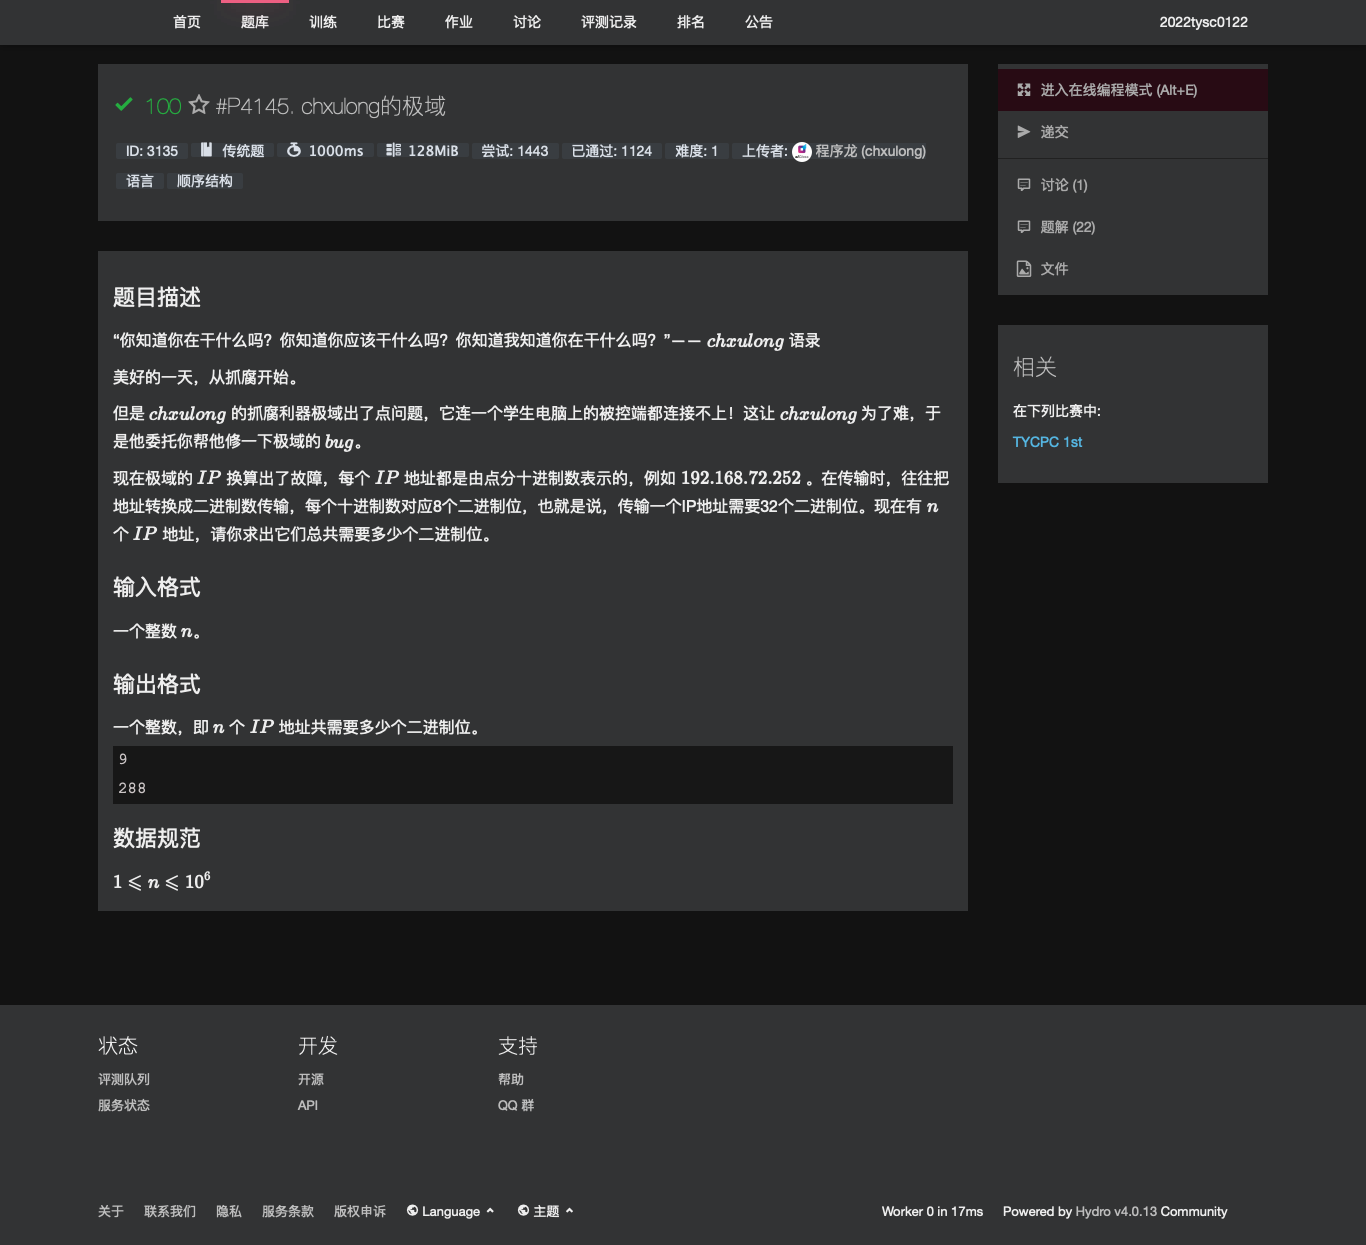 首页 题库 训练 比赛 作业 讨论 评测记录 排名 公告 2022tysc0122
100 #P4145. chxulong的极域
ID: 3135 传统题 1000ms 128MiB 尝试: 1443 已通过: 1124 难度: 1 上传者: 程序龙 (chxulong)
语言 顺序结构
进入在线编程模式 (Alt+E)
递交
讨论 (1)
题解 (22)
文件
相关
在下列比赛中:
TYCPC 1st
题目描述
“你知道你在干什么吗？你知道你应该干什么吗？你知道我知道你在干什么吗？”—— chxulong 语录
美好的一天，从抓腐开始。
但是 chxulong 的抓腐利器极域出了点问题，它连一个学生电脑上的被控端都连接不上！这让 chxulong 为了难，于
是他委托你帮他修一下极域的 bug。
现在极域的 IP 换算出了故障，每个 IP 地址都是由点分十进制数表示的，例如 192.168.72.252 。在传输时，往往把
地址转换成二进制数传输，每个十进制数对应8个二进制位，也就是说，传输一个IP地址需要32个二进制位。现在有 n
个 IP 地址，请你求出它们总共需要多少个二进制位。
输入格式
一个整数 n。
输出格式
一个整数，即 n 个 IP 地址共需要多少个二进制位。
9
288
数据规范
1 ⩽ n ⩽ 10⁶
状态 开发 支持
评测队列 开源 帮助
服务状态 API QQ 群
关于 联系我们 隐私 服务条款 版权申诉 Language 主题 Worker 0 in 17ms Powered by Hydro v4.0.13 Community